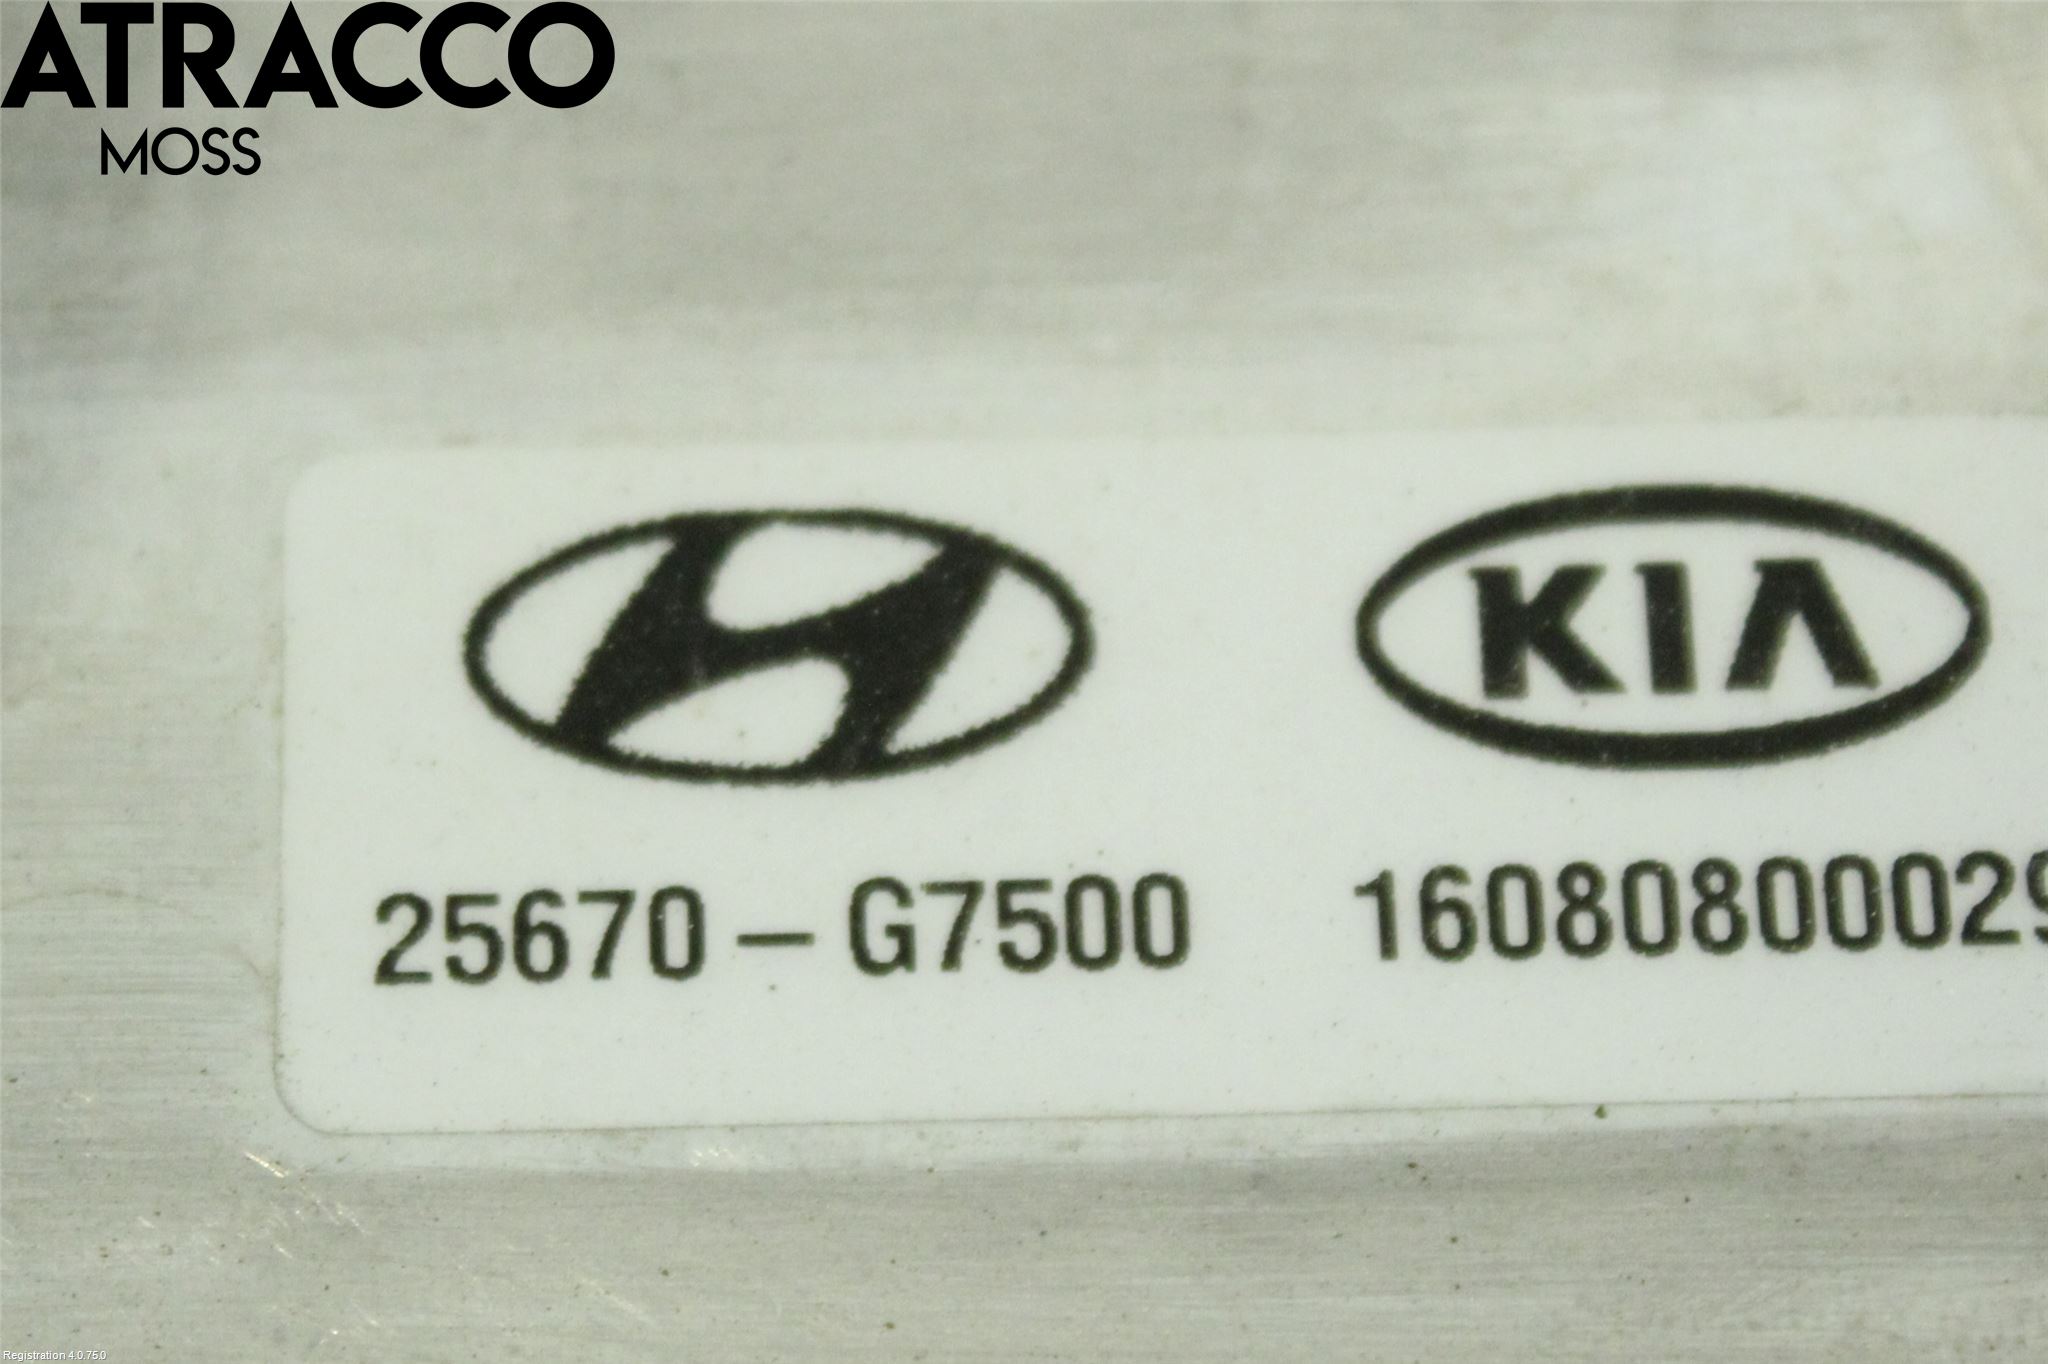 ATRACCO
MOSS
KIA
25670-G7500 16080800029
Registration 4.0.75.0